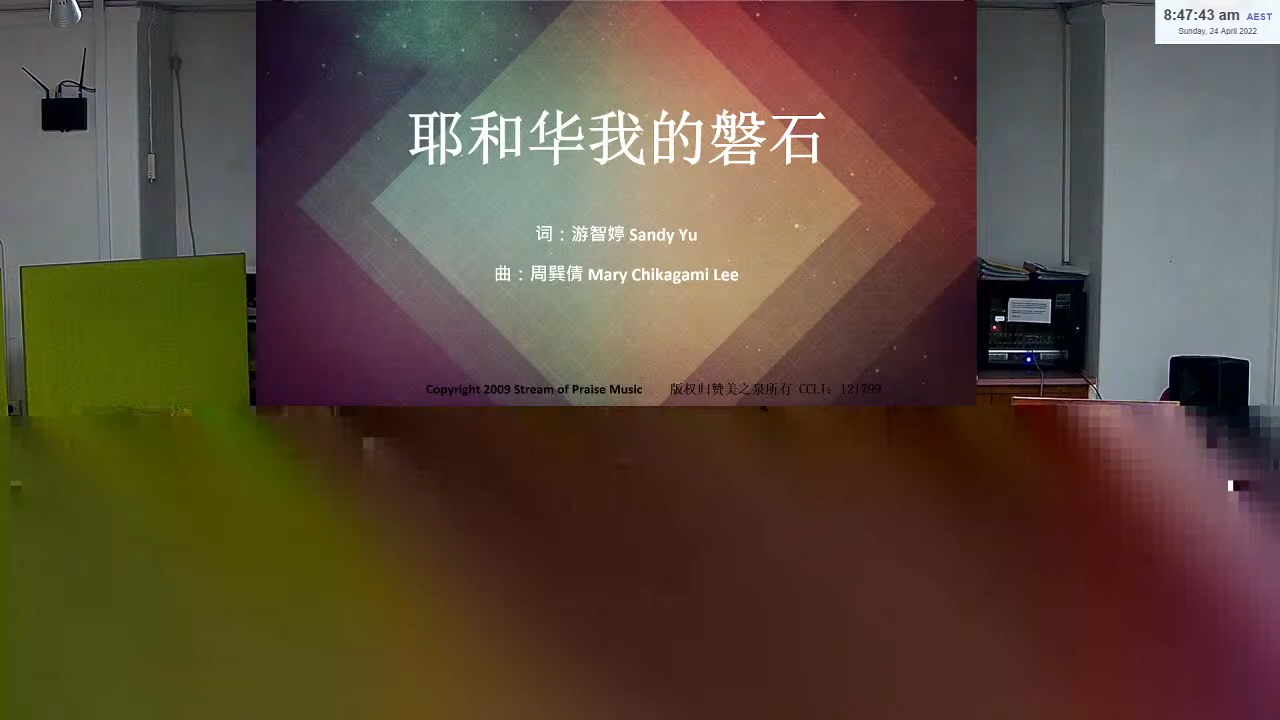 8:47:43 am AEST
Sunday, 24 April 2022
耶和华我的磐石
词：游智婷 Sandy Yu
曲：周巽倩 Mary Chikagami Lee
Copyright 2009 Stream of Praise Music 版权归赞美之泉所有 CCLI: 121799